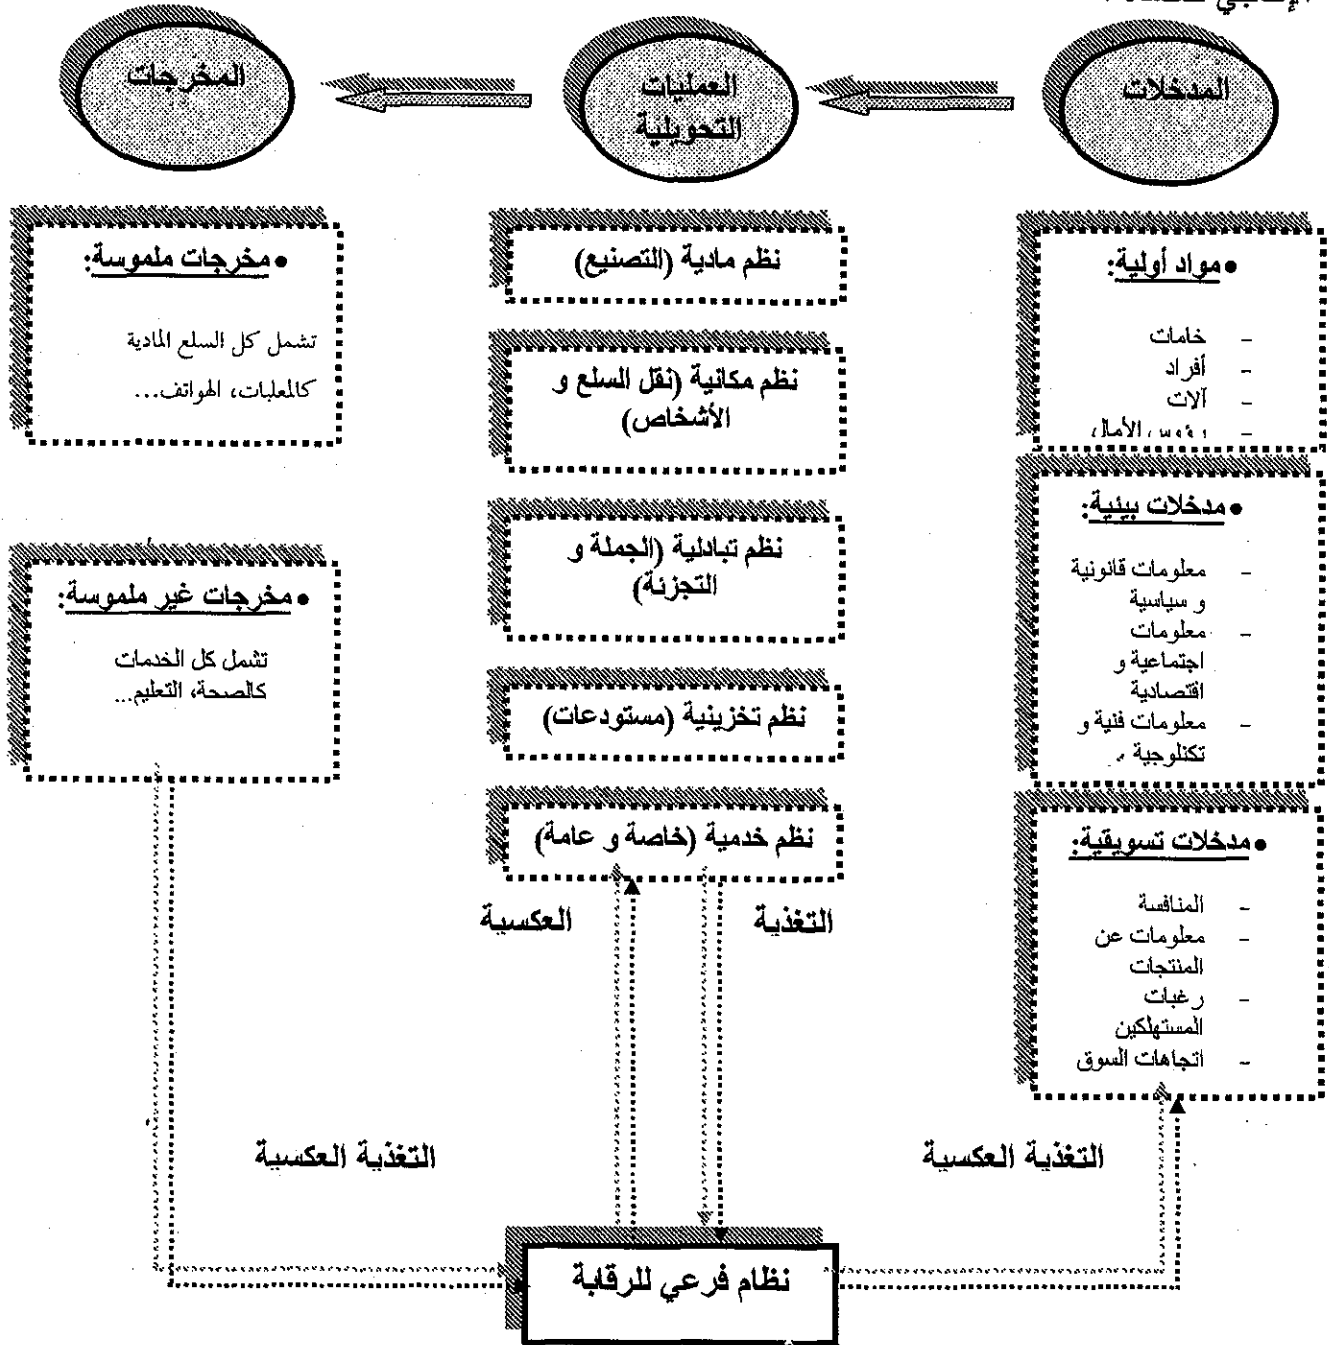 المدخلات
العمليات
التحويلية
المخرجات
• مواد أولية:
- خامات
- أفراد
- آلات
- رؤوس الأمال
• مدخلات بيئية:
- معلومات قانونية
و سياسية
- معلومات
اجتماعية و
اقتصادية
- معلومات فنية و
تكنلوجية
• مدخلات تسويقية:
- المنافسة
- معلومات عن
المنتجات
- رغبات
المستهلكين
- اتجاهات السوق
نظم مادية (التصنيع)
نظم مكانية (نقل السلع و
الأشخاص)
نظم تبادلية (الجملة و
التجزئة)
نظم تخزينية (مستودعات)
نظم خدمية (خاصة و عامة)
• مخرجات ملموسة:
تشمل كل السلع المادية
كالمعلبات، الهواتف...
• مخرجات غير ملموسة:
تشمل كل الخدمات
كالصحة، التعليم...
التغذية العكسية
التغذية العكسية
التغذية العكسية
نظام فرعي للرقابة